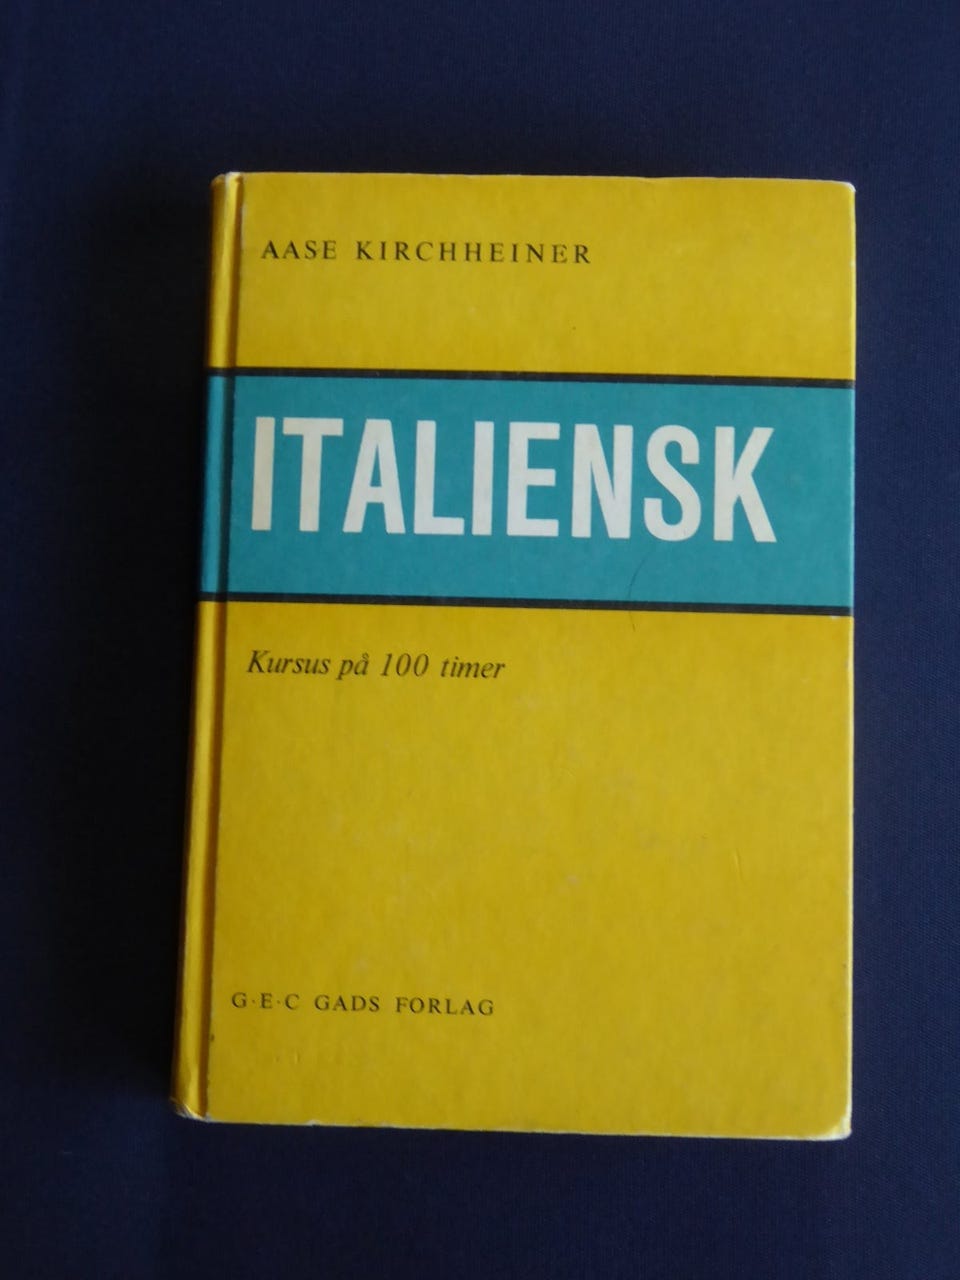 AASE KIRCHHEINER
ITALIENSK
Kursus på 100 timer
G·E·C GADS FORLAG